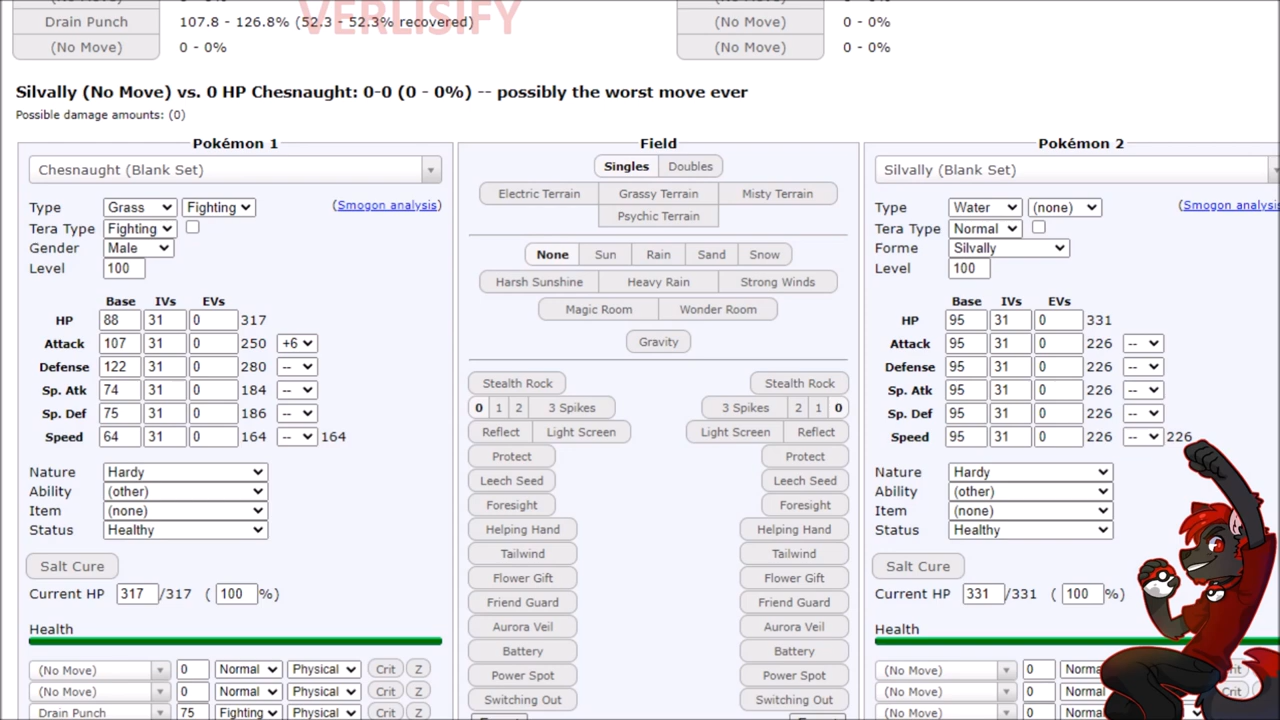 VERLISIFY
Drain Punch 107.8 - 126.8% (52.3 - 52.3% recovered) (No Move) 0 - 0%
(No Move) 0 - 0% (No Move) 0 - 0%
Silvally (No Move) vs. 0 HP Chesnaught: 0-0 (0 - 0%) -- possibly the worst move ever
Possible damage amounts: (0)
Pokémon 1
Chesnaught (Blank Set)
Type Grass Fighting (Smogon analysis)
Tera Type Fighting
Gender Male
Level 100
Base IVs EVs
HP 88 31 0 317
Attack 107 31 0 250 +6
Defense 122 31 0 280 --
Sp. Atk 74 31 0 184 --
Sp. Def 75 31 0 186 --
Speed 64 31 0 164 -- 164
Nature Hardy
Ability (other)
Item (none)
Status Healthy
Salt Cure
Current HP 317 /317 ( 100 %)
Health
(No Move) 0 Normal Physical Crit Z
(No Move) 0 Normal Physical Crit Z
Drain Punch 75 Fighting Physical Crit Z
Field
Singles Doubles
Electric Terrain Grassy Terrain Misty Terrain
Psychic Terrain
None Sun Rain Sand Snow
Harsh Sunshine Heavy Rain Strong Winds
Magic Room Wonder Room
Gravity
Stealth Rock Stealth Rock
0 1 2 3 Spikes 3 Spikes 2 1 0
Reflect Light Screen Light Screen Reflect
Protect Protect
Leech Seed Leech Seed
Foresight Foresight
Helping Hand Helping Hand
Tailwind Tailwind
Flower Gift Flower Gift
Friend Guard Friend Guard
Aurora Veil Aurora Veil
Battery Battery
Power Spot Power Spot
Switching Out Switching Out
Pokémon 2
Silvally (Blank Set)
Type Water (none) (Smogon analysis
Tera Type Normal
Forme Silvally
Level 100
Base IVs EVs
HP 95 31 0 331
Attack 95 31 0 226 --
Defense 95 31 0 226 --
Sp. Atk 95 31 0 226 --
Sp. Def 95 31 0 226 --
Speed 95 31 0 226 -- 226
Nature Hardy
Ability (other)
Item (none)
Status Healthy
Salt Cure
Current HP 331 /331 ( 100 %)
Health
(No Move) 0 Norma
(No Move) 0 Norma
(No Move) 0 Norma